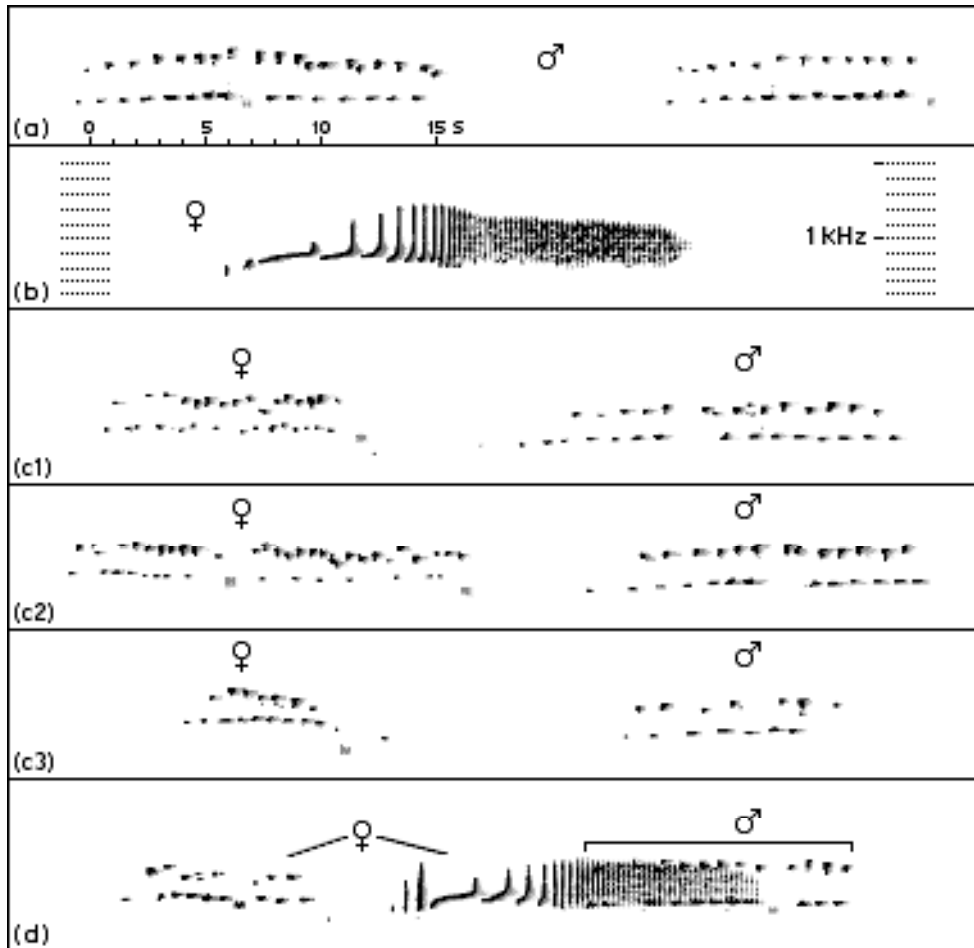 ♂
(a) 0 5 10 15 S
♀
1 kHz
(b)
♀ ♂
(c1)
♀ ♂
(c2)
♀ ♂
(c3)
♀ ♂
(d)